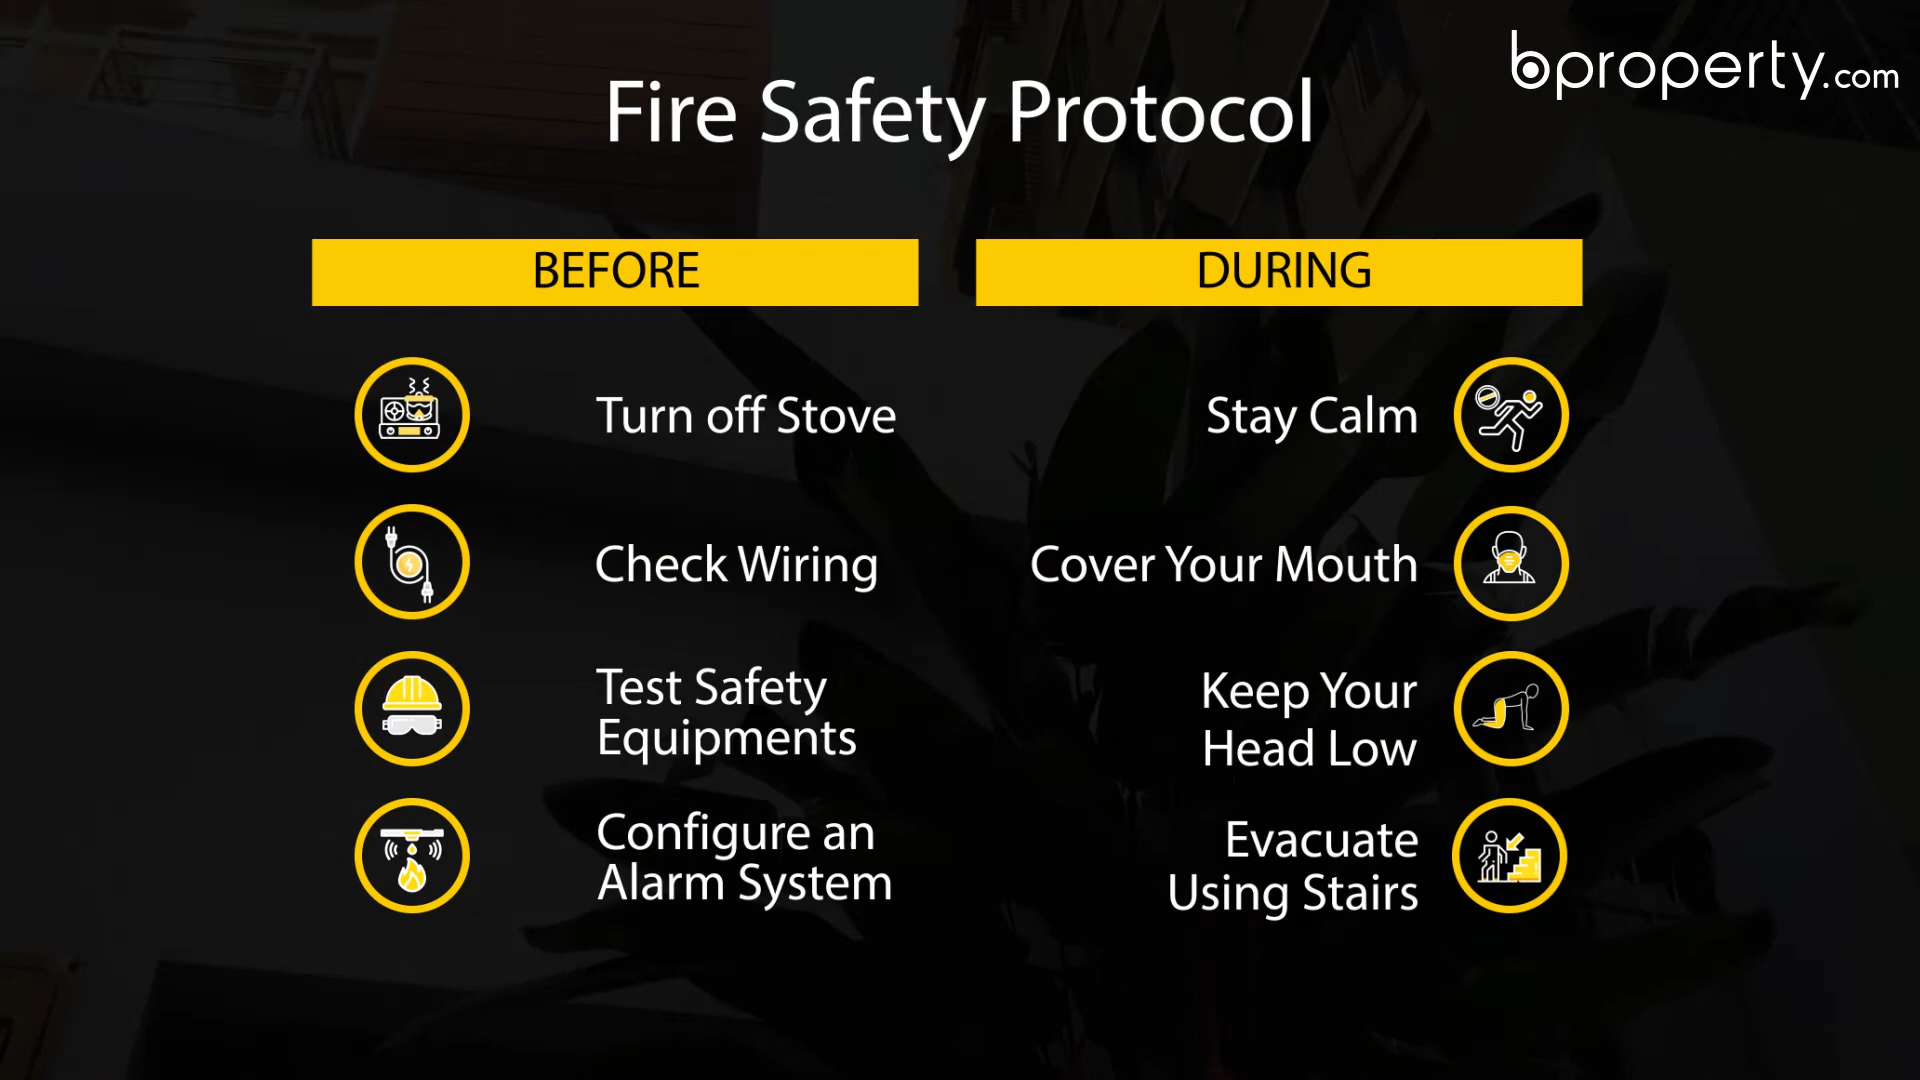 bproperty.com
Fire Safety Protocol
BEFORE
Turn off Stove
Check Wiring
Test Safety
Equipments
Configure an
Alarm System
DURING
Stay Calm
Cover Your Mouth
Keep Your
Head Low
Evacuate
Using Stairs